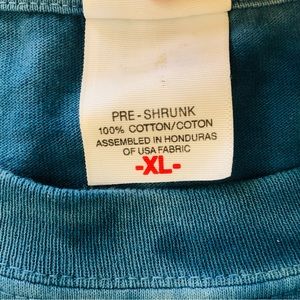 PRE-SHRUNK
100% COTTON/COTON
ASSEMBLED IN HONDURAS
OF USA FABRIC
-XL-